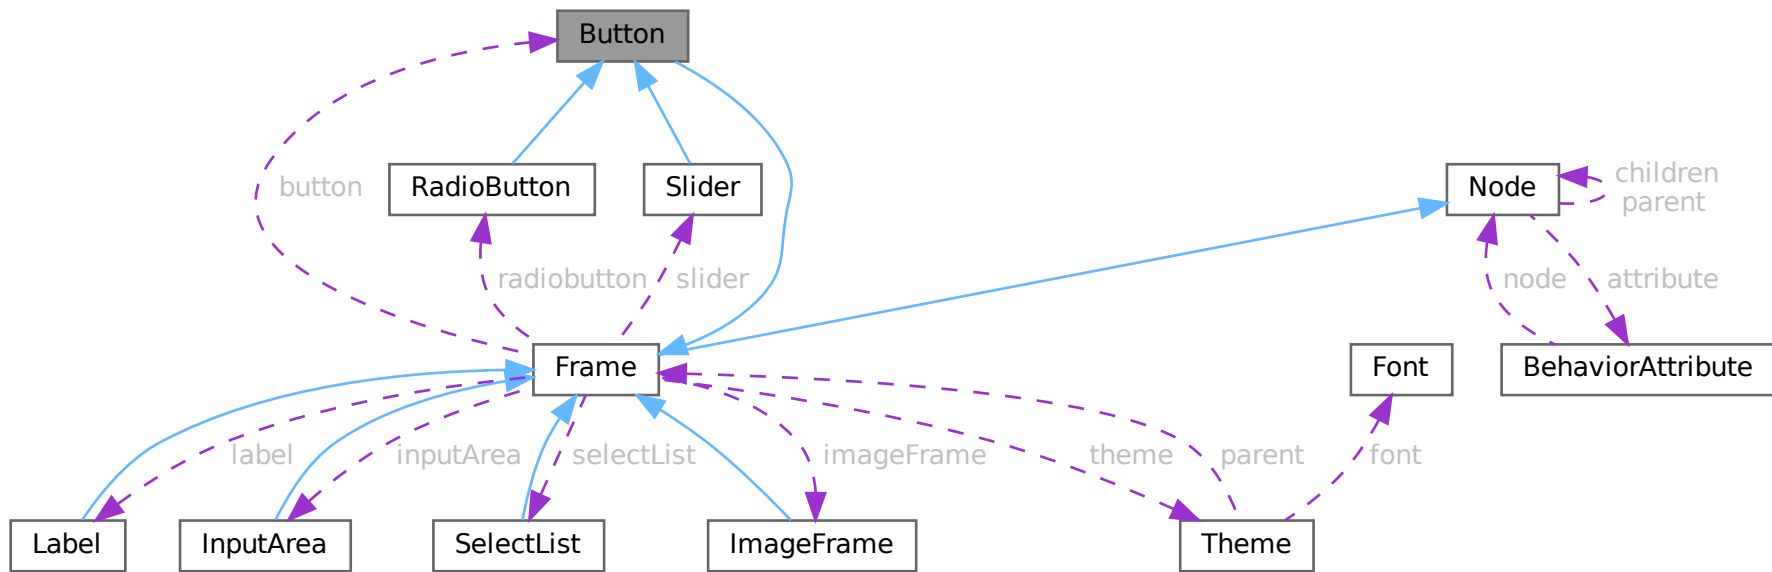 Button
button
RadioButton
Slider
Node
children
parent
radiobutton
slider
node
attribute
Frame
Font
BehaviorAttribute
label
inputArea
selectList
imageFrame
theme
parent
font
Label
InputArea
SelectList
ImageFrame
Theme